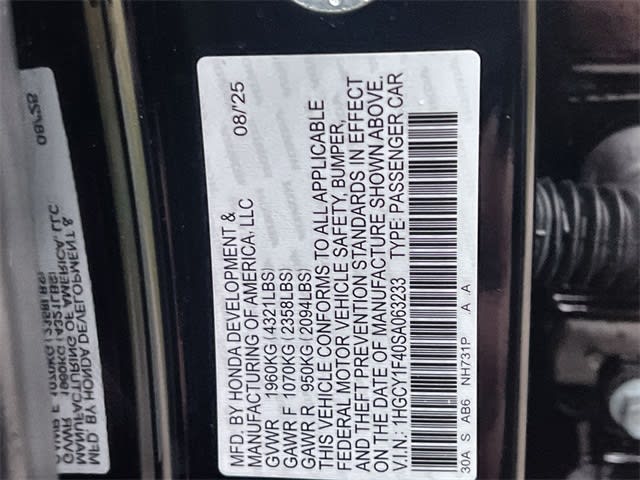 MFD. BY HONDA DEVELOPMENT & 08/'25
MANUFACTURING OF AMERICA, LLC
GVWR 1960KG(4321LBS)
GAWR F 1070KG(2358LBS)
GAWR R 950KG(2094LBS)
THIS VEHICLE CONFORMS TO ALL APPLICABLE
FEDERAL MOTOR VEHICLE SAFETY, BUMPER,
AND THEFT PREVENTION STANDARDS IN EFFECT
ON THE DATE OF MANUFACTURE SHOWN ABOVE.
V.I.N.: 1HGCY1F40SA063233 TYPE: PASSENGER CAR
30A S AB6 NH731P A A